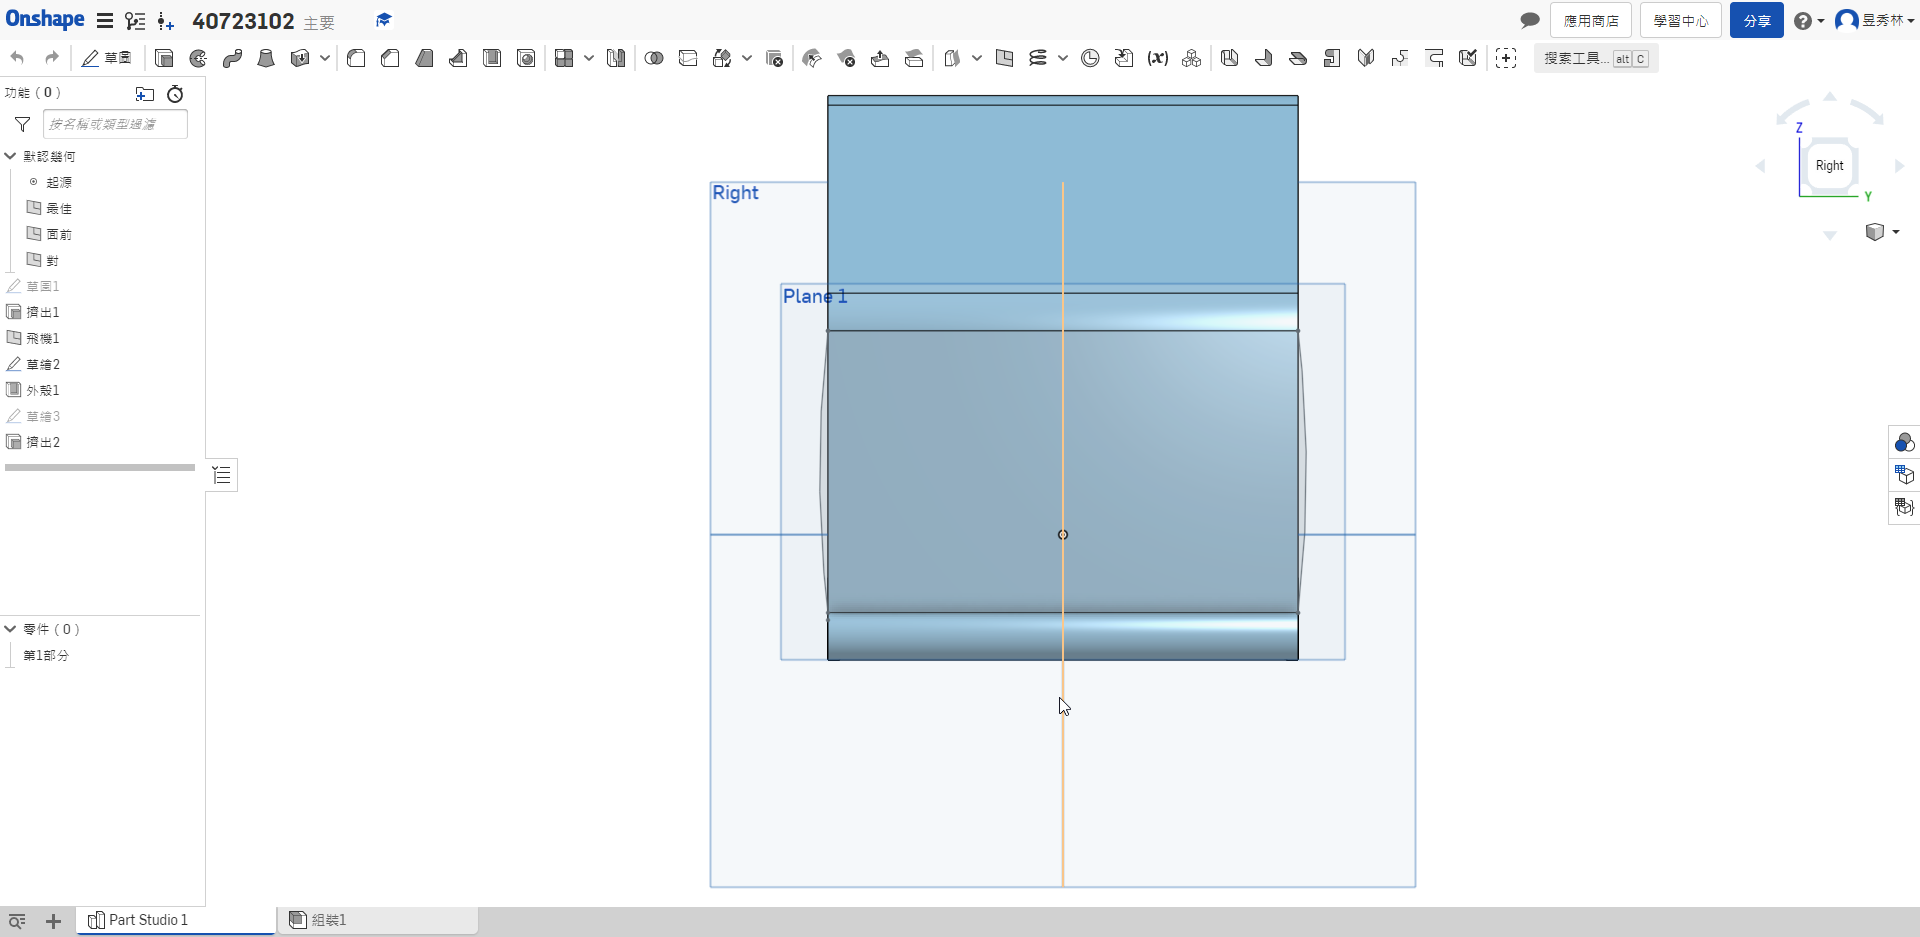 Onshape 40723102 主要 應用商店 學習中心 分享 昱秀林
草圖 (x) 搜索工具... alt C
功能 ( 0 )
按名稱或類型過濾
默認幾何
起源
最佳
面前
對
草圖1
擠出1
飛機1
草繪2
外殼1
草繪3
擠出2
零件 ( 0 )
第1部分
Right
Plane 1
Z
Right
Y
Part Studio 1 組裝1